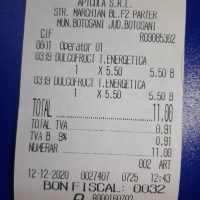 APICULA S.R.L.
STR. MARCHIAN BL.F2 PARTER
MUN.BOTOSANI JUD.BOTOSANI
CIF RO9085302
0001 Operator 01
0319 DULCOFRUCT T.ENERGETICA
1 X 5.50 5.50 B
0319 DULCOFRUCT T.ENERGETICA
1 X 5.50 5.50 B
TOTAL 11.00
TOTAL TVA 0.91
TVA B 9% 0.91
NUMERAR 11.00
002 ART
12-12-2020 0027407 0725 12:43
BON FISCAL: 0032